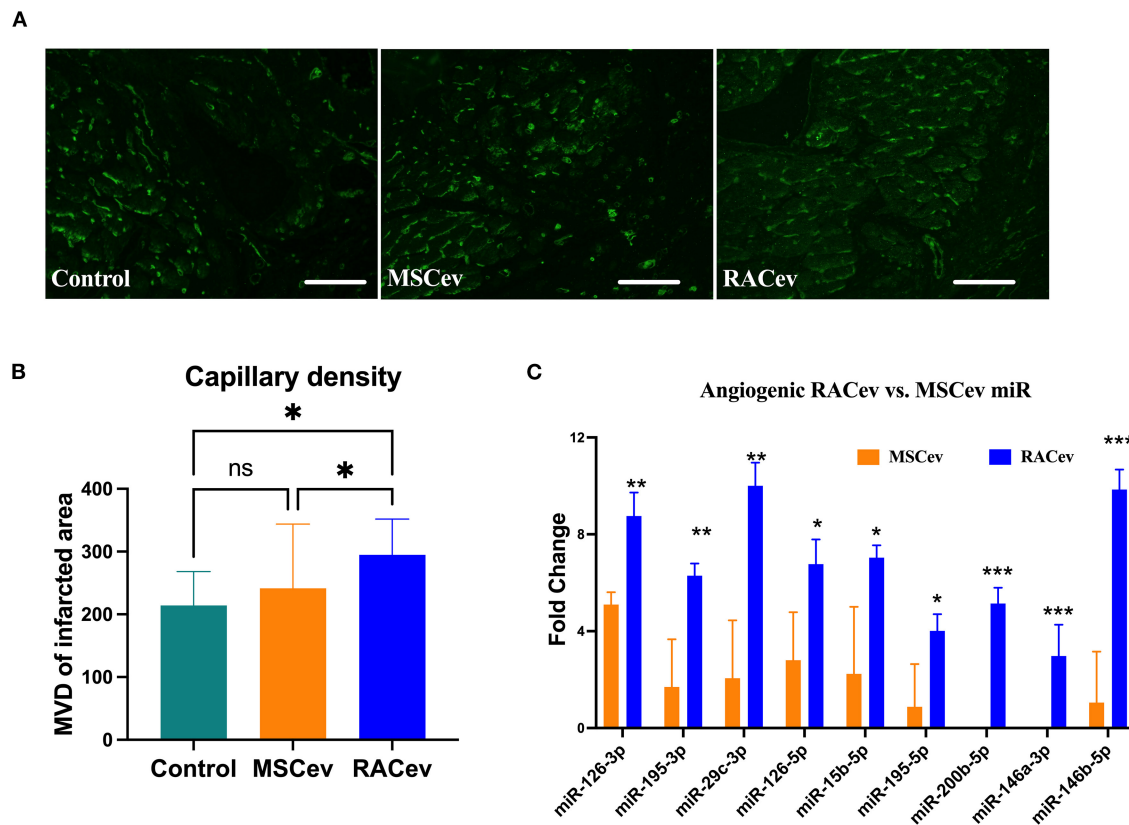 A
Control
MSCev
RACev
B
Capillary density
*
ns
*
MVD of infarcted area
400
300
200
100
0
Control
MSCev
RACev
C
Angiogenic RACev vs. MSCev miR
MSCev
RACev
Fold Change
12
8
4
0
**
**
**
*
*
*
***
***
***
miR-126-3p
miR-195-3p
miR-29c-3p
miR-126-5p
miR-15b-5p
miR-195-5p
miR-200b-5p
miR-146a-3p
miR-146b-5p